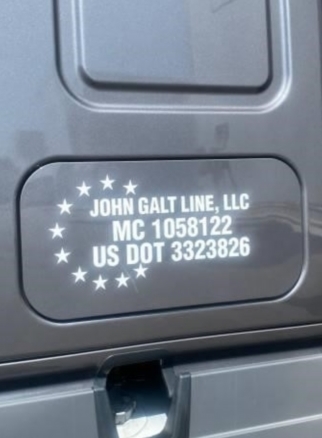 JOHN GALT LINE, LLC
MC 1058122
US DOT 3323826